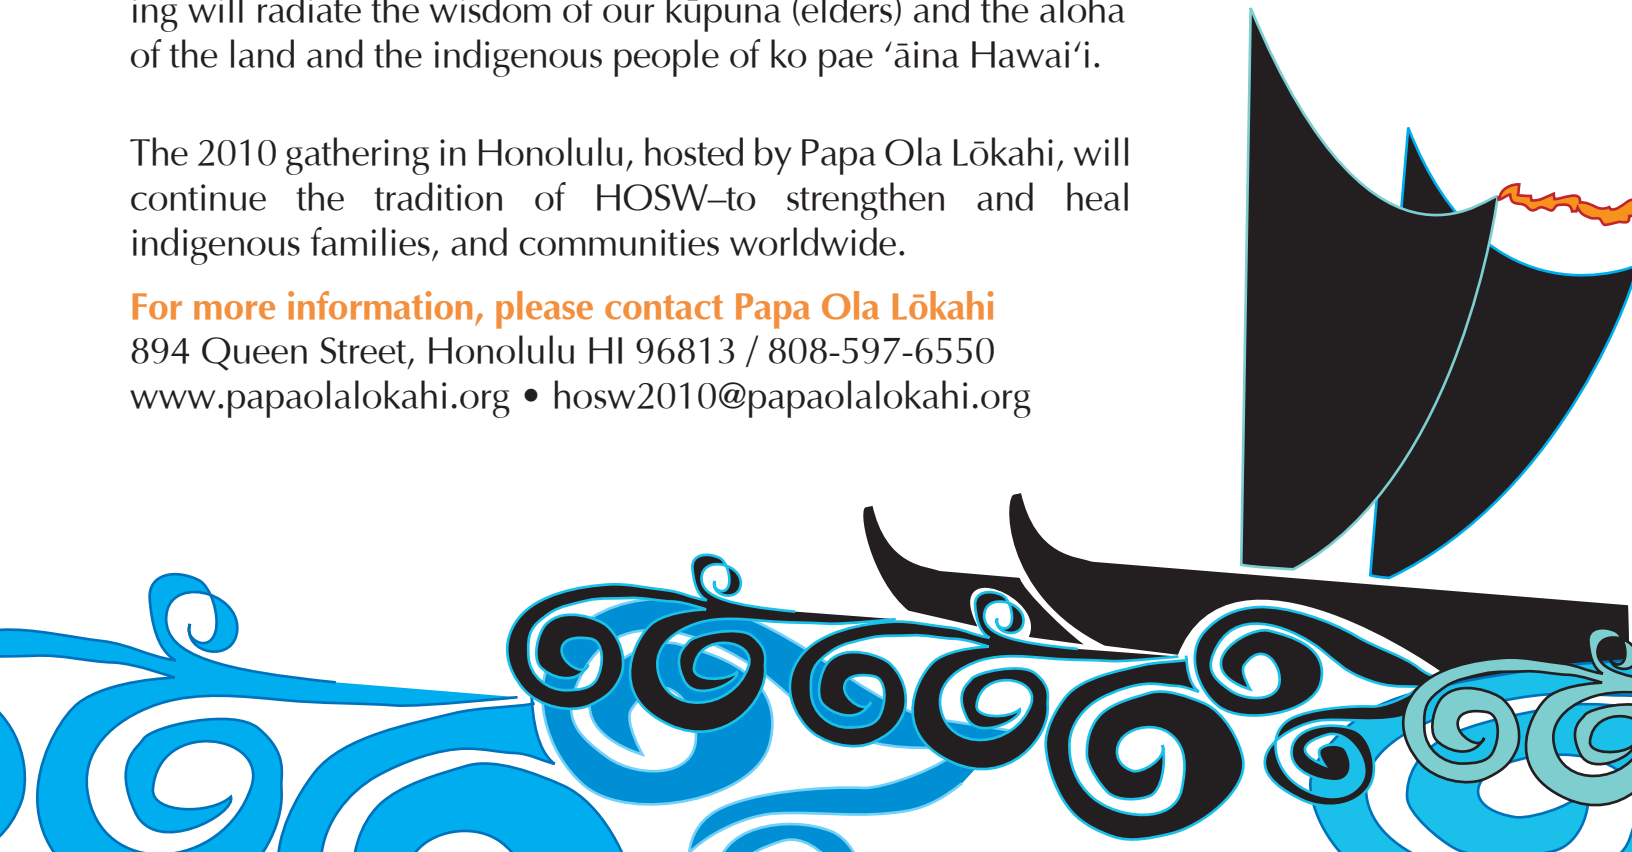 ing will radiate the wisdom of our kūpuna (elders) and the aloha
of the land and the indigenous people of ko pae ‘āina Hawai‘i.
The 2010 gathering in Honolulu, hosted by Papa Ola Lōkahi, will
continue the tradition of HOSW–to strengthen and heal
indigenous families, and communities worldwide.
For more information, please contact Papa Ola Lōkahi
894 Queen Street, Honolulu HI 96813 / 808-597-6550
www.papaolalokahi.org • hosw2010@papaolalokahi.org